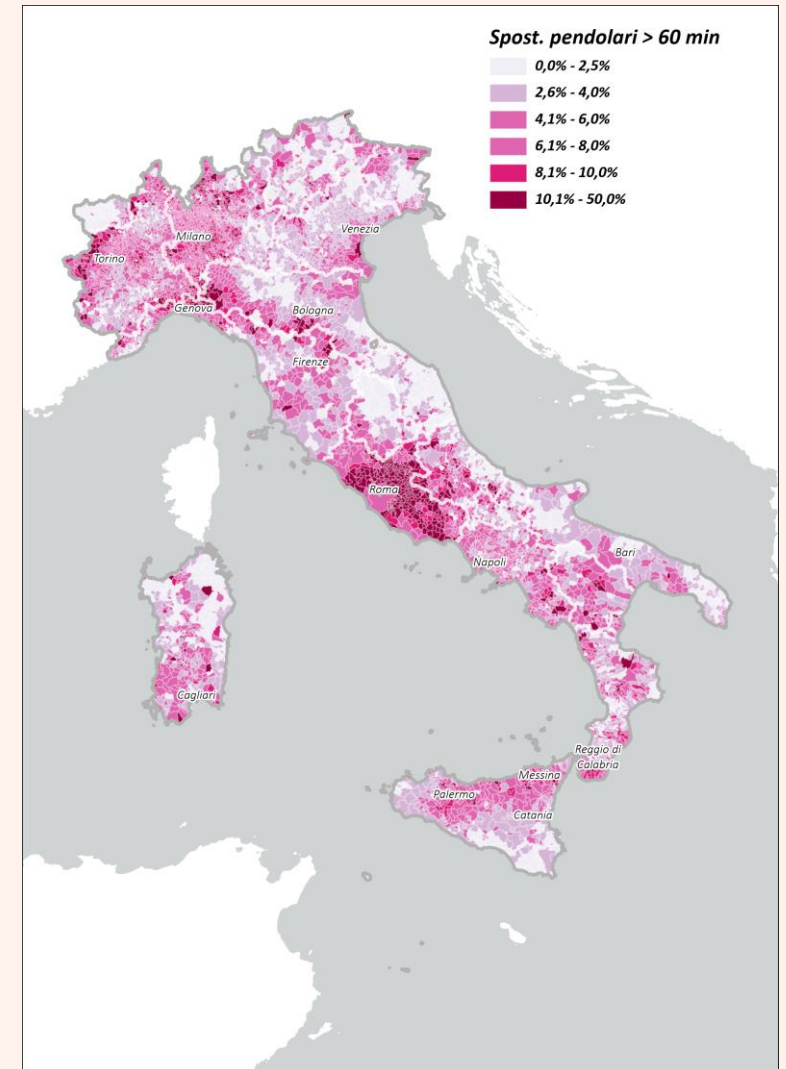 Spost. pendolari > 60 min
0,0% - 2,5%
2,6% - 4,0%
4,1% - 6,0%
6,1% - 8,0%
8,1% - 10,0%
10,1% - 50,0%
Venezia
Milano
Torino
Genova
Bologna
Firenze
Roma
Bari
Napoli
Cagliari
Reggio di
Calabria
Messina
Palermo
Catania